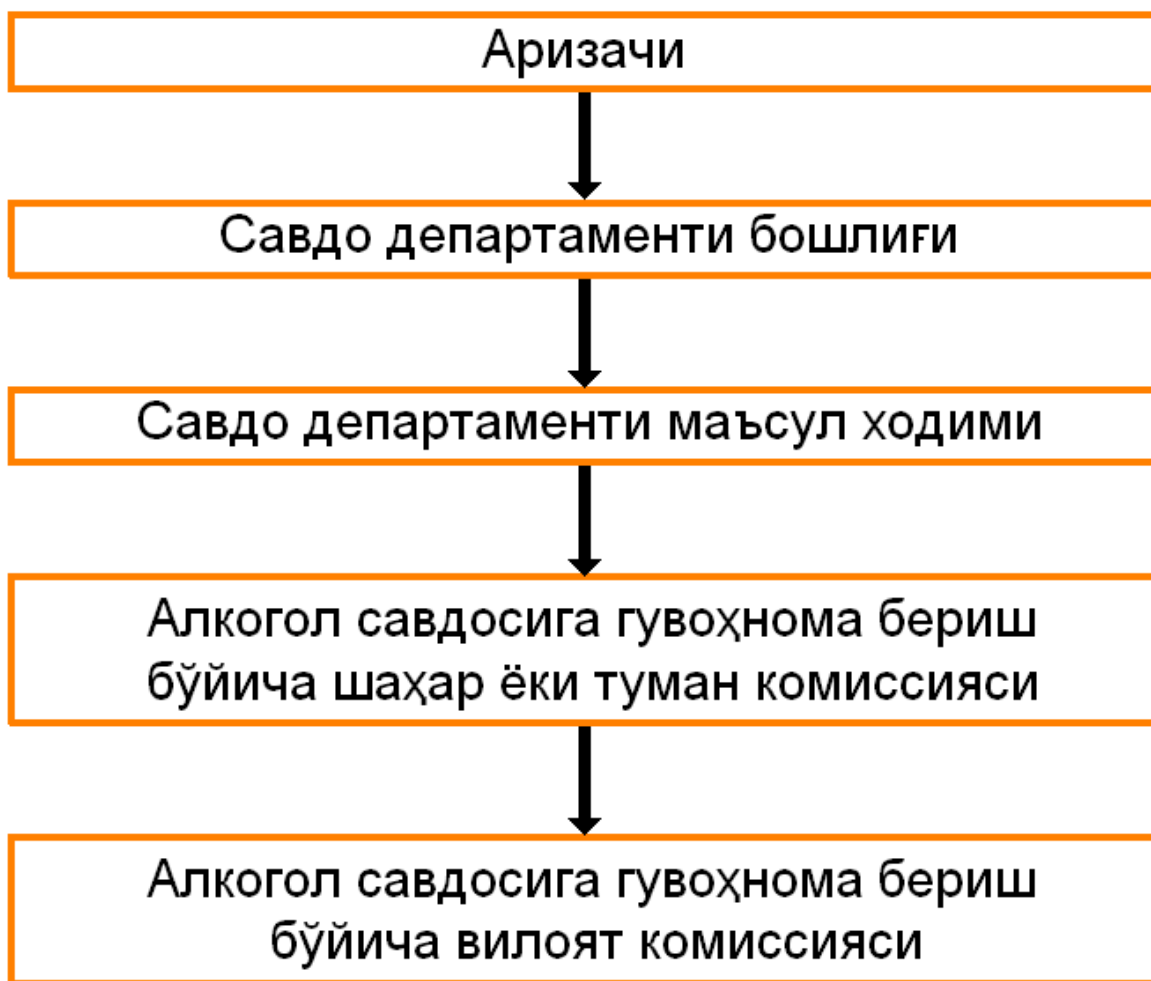 Аризачи
Савдо департаменти бошлиғи
Савдо департаменти маъсул ходими
Алкогол савдосига гувоҳнома бериш
бўйича шаҳар ёки туман комиссияси
Алкогол савдосига гувоҳнома бериш
бўйича вилоят комиссияси